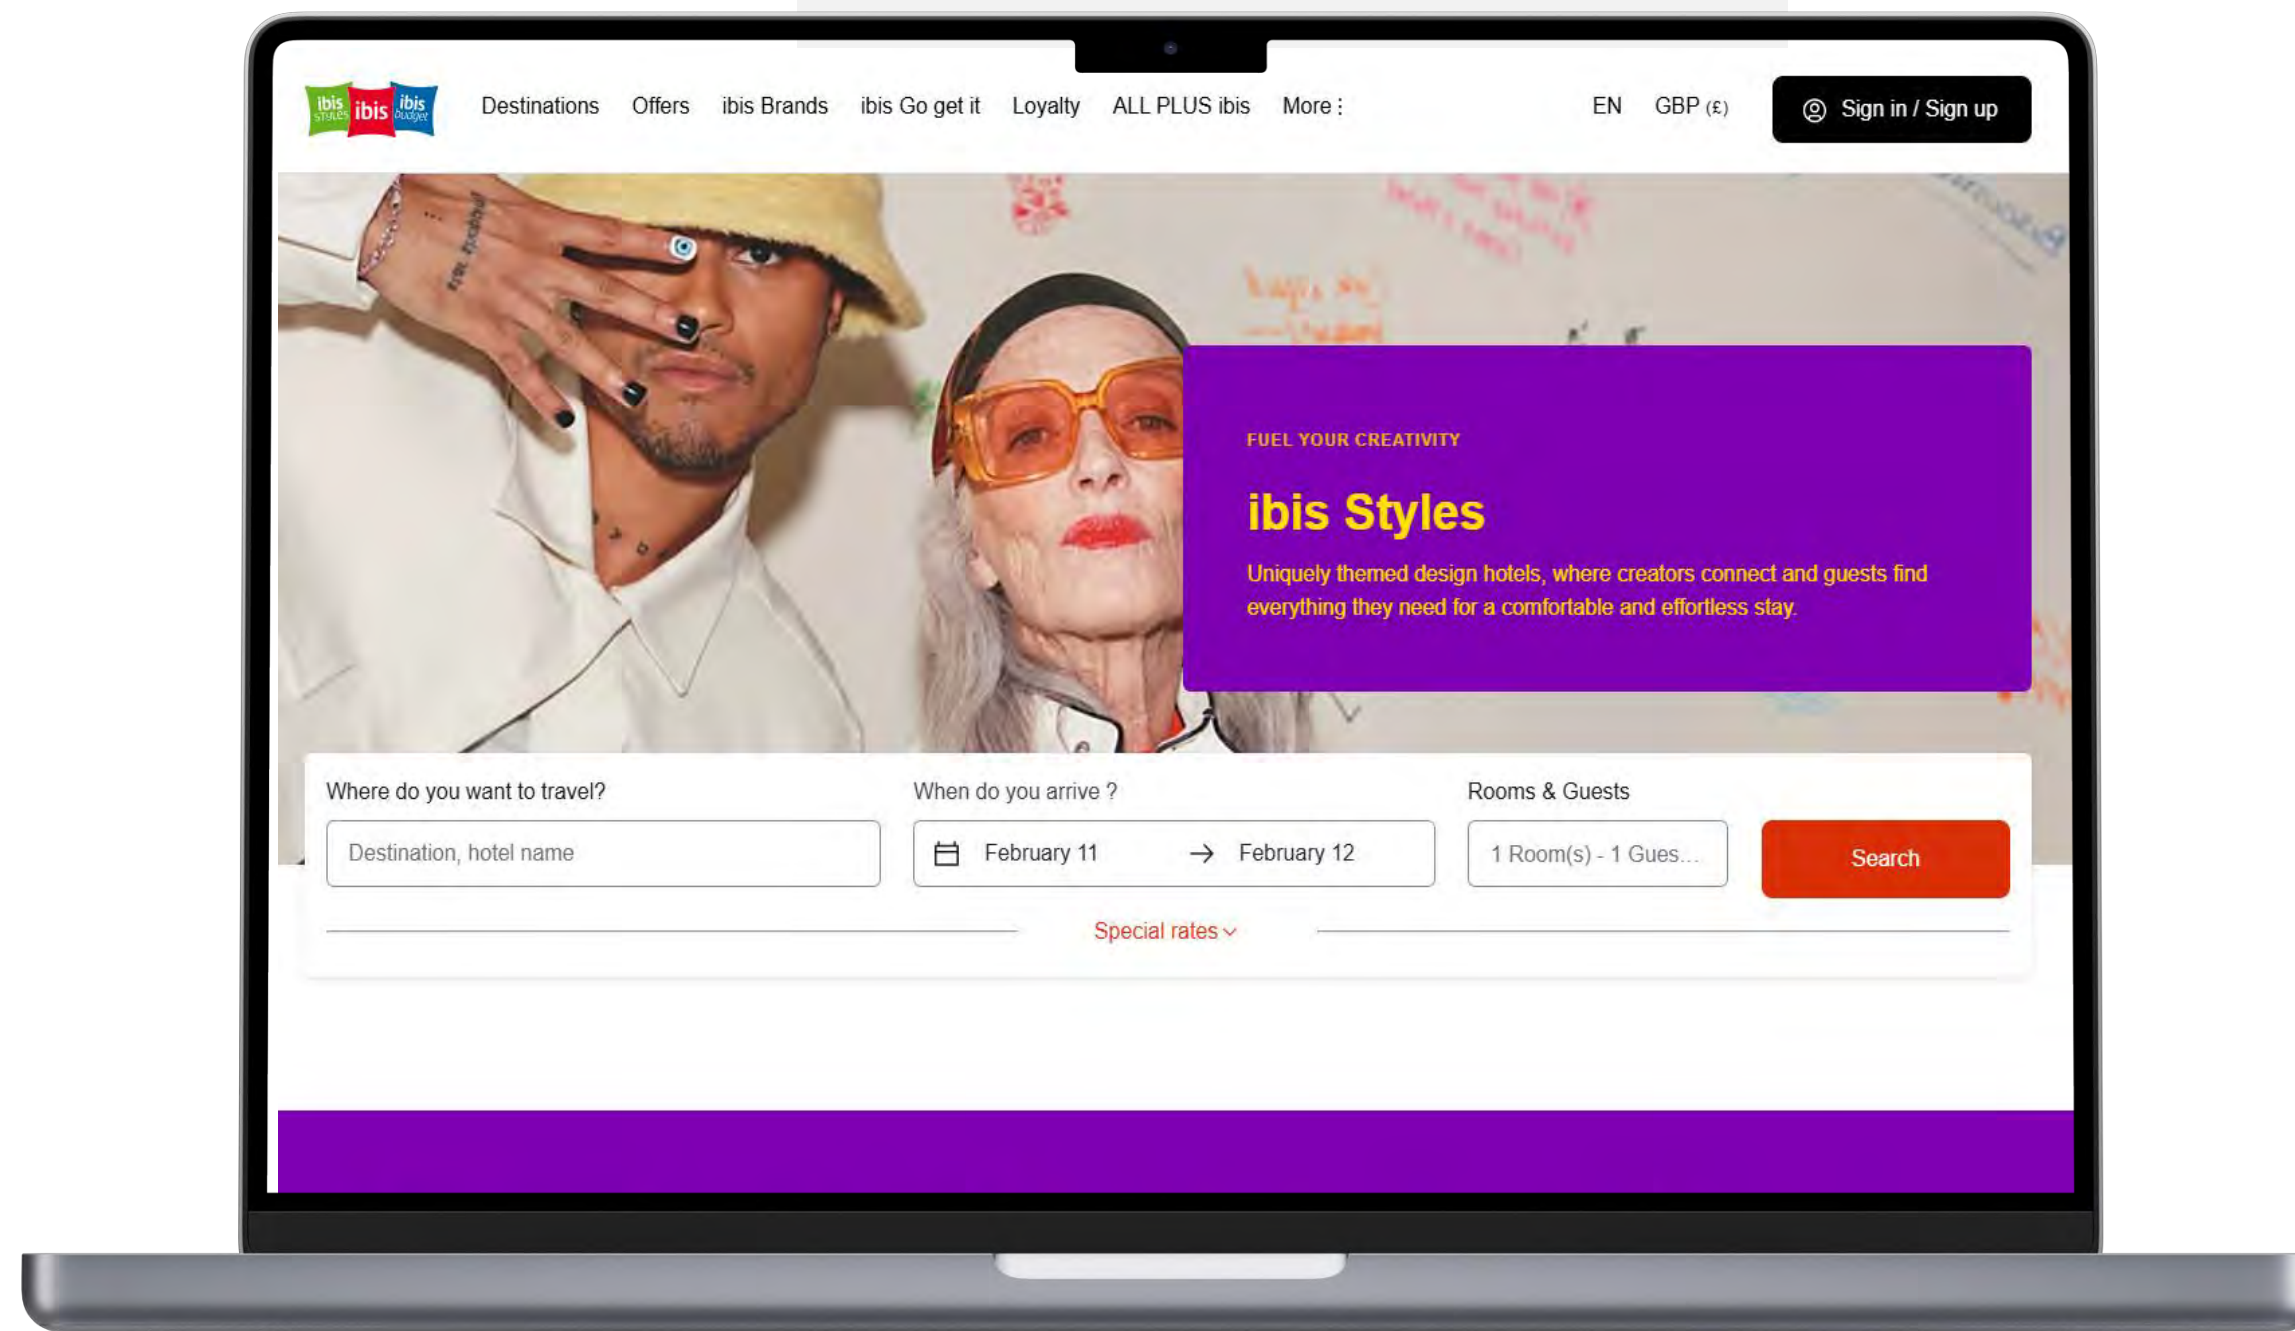 ibis STYLES ibis ibis budget
Destinations Offers ibis Brands ibis Go get it Loyalty ALL PLUS ibis More EN GBP (£) Sign in / Sign up
FUEL YOUR CREATIVITY
ibis Styles
Uniquely themed design hotels, where creators connect and guests find
everything they need for a comfortable and effortless stay.
Where do you want to travel? When do you arrive ? Rooms & Guests
Destination, hotel name February 11 → February 12 1 Room(s) - 1 Gues... Search
Special rates